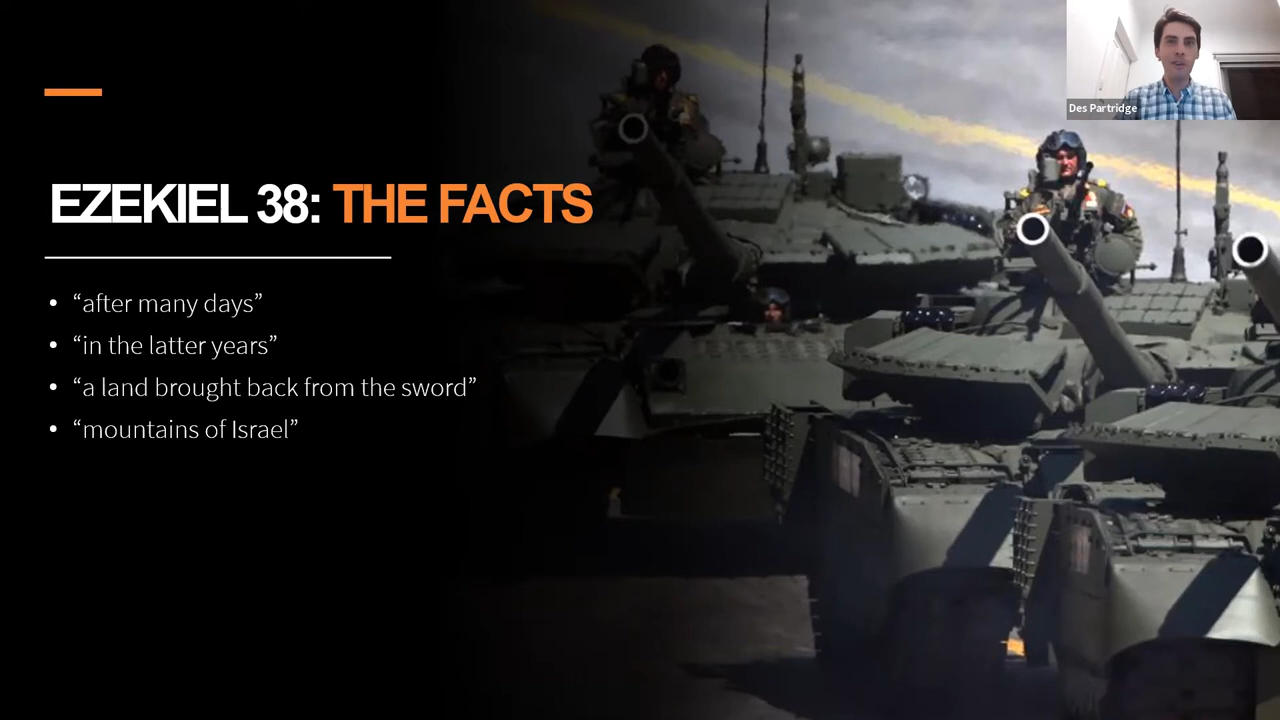 Des Partridge
EZEKIEL 38: THE FACTS
• “after many days”
• “in the latter years”
• “a land brought back from the sword”
• “mountains of Israel”